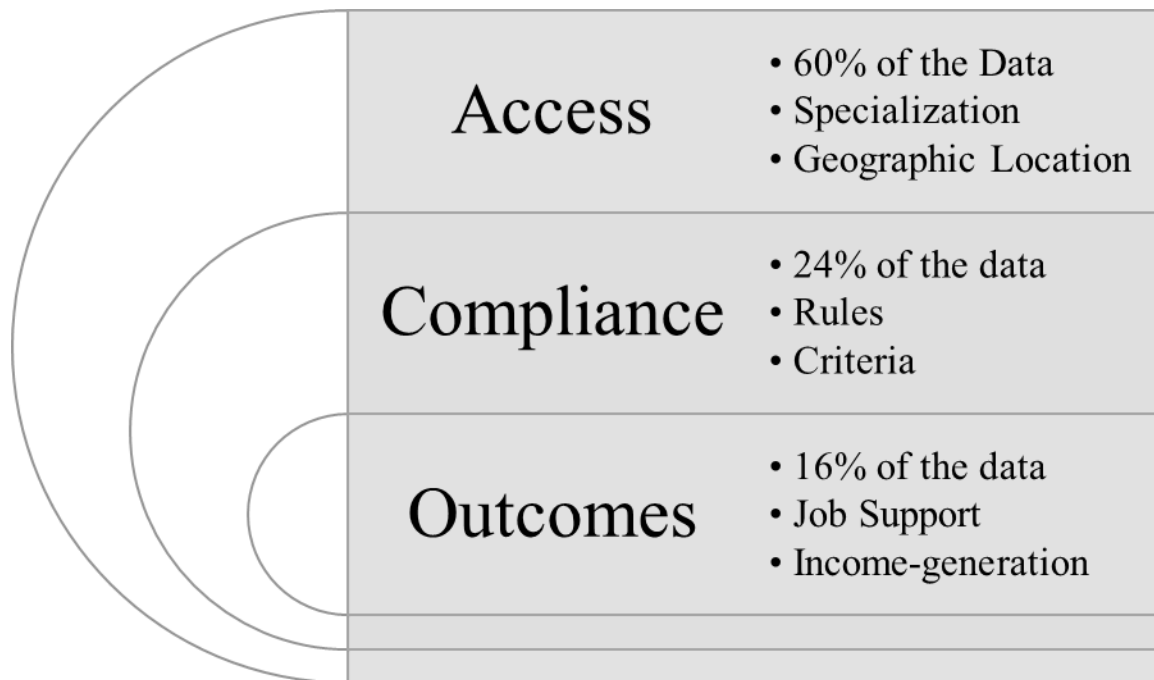 Access
• 60% of the Data
• Specialization
• Geographic Location
Compliance
• 24% of the data
• Rules
• Criteria
Outcomes
• 16% of the data
• Job Support
• Income-generation